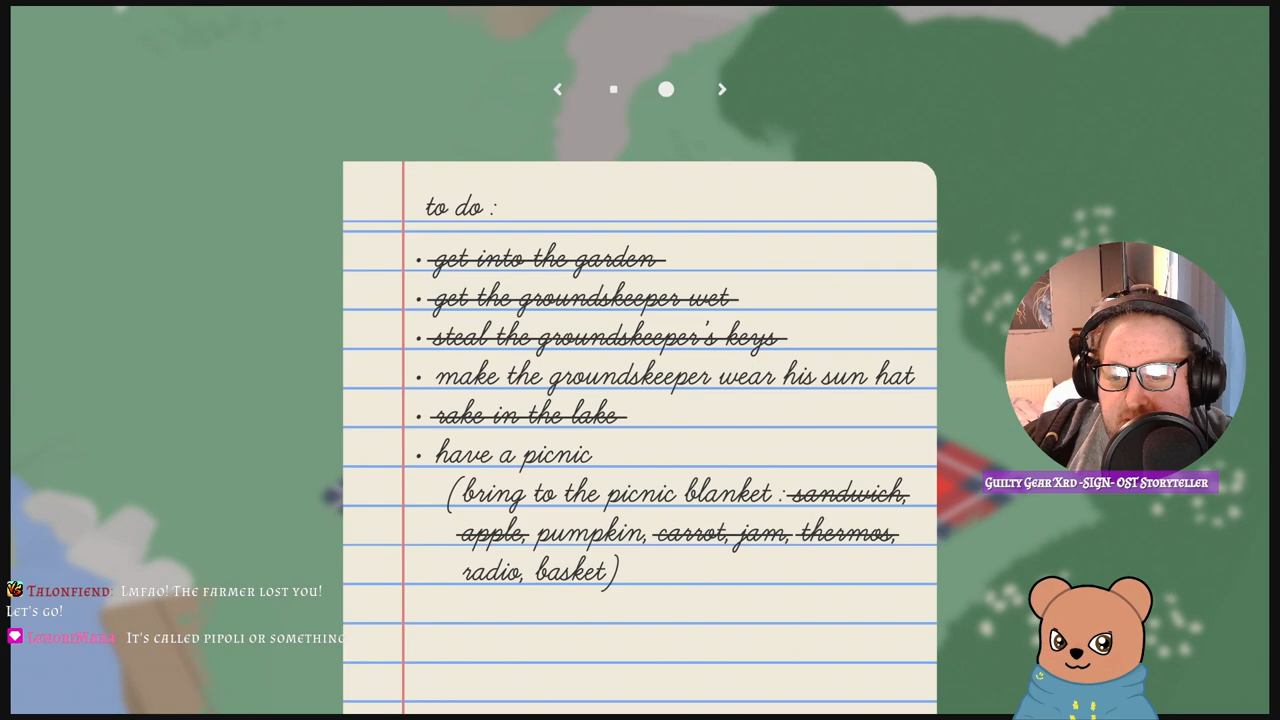 to do :
• get into the garden
• get the groundskeeper wet
• steal the groundskeeper's keys
• make the groundskeeper wear his sun hat
• rake in the lake
• have a picnic
(bring to the picnic blanket : sandwich,
apple, pumpkin, carrot, jam, thermos,
radio, basket)
Guilty Gear Xrd -SIGN- OST Storyteller
Talonfiend: Lmfao! The farmer lost you!
Let's go!
It's called pipoli or something